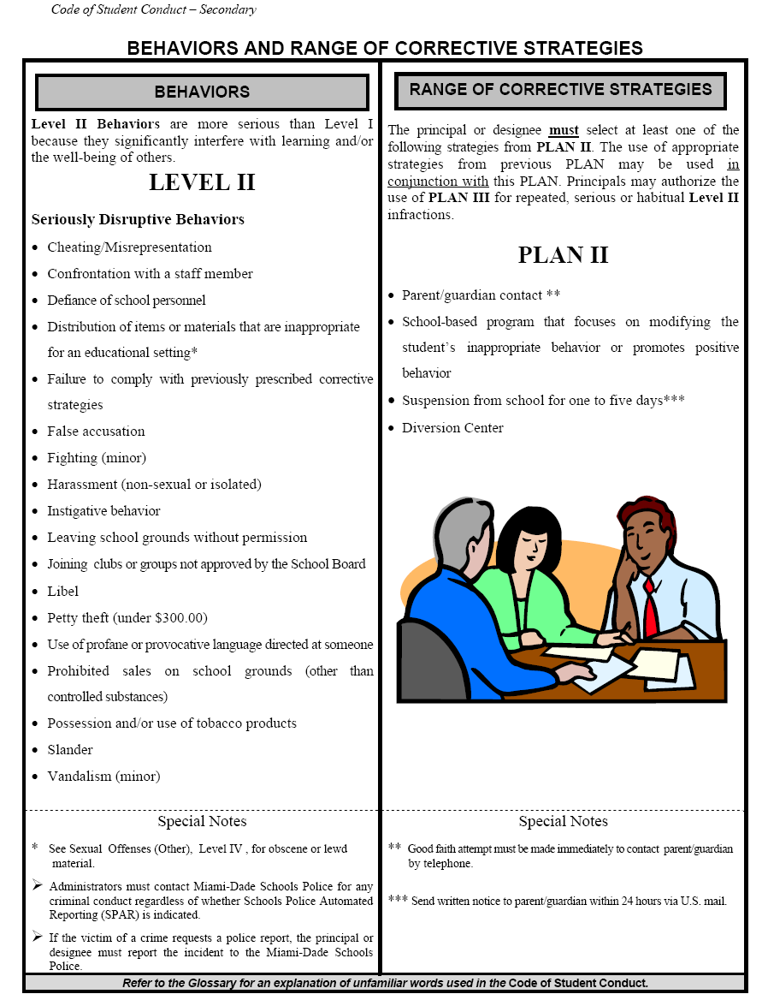 Code of Student Conduct – Secondary
BEHAVIORS AND RANGE OF CORRECTIVE STRATEGIES
BEHAVIORS
Level II Behaviors are more serious than Level I
because they significantly interfere with learning and/or
the well-being of others.
LEVEL II
Seriously Disruptive Behaviors
• Cheating/Misrepresentation
• Confrontation with a staff member
• Defiance of school personnel
• Distribution of items or materials that are inappropriate
for an educational setting*
• Failure to comply with previously prescribed corrective
strategies
• False accusation
• Fighting (minor)
• Harassment (non-sexual or isolated)
• Instigative behavior
• Leaving school grounds without permission
• Joining clubs or groups not approved by the School Board
• Libel
• Petty theft (under $300.00)
• Use of profane or provocative language directed at someone
• Prohibited sales on school grounds (other than
controlled substances)
• Possession and/or use of tobacco products
• Slander
• Vandalism (minor)
Special Notes
* See Sexual Offenses (Other), Level IV , for obscene or lewd
material.
➢ Administrators must contact Miami-Dade Schools Police for any
criminal conduct regardless of whether Schools Police Automated
Reporting (SPAR) is indicated.
➢ If the victim of a crime requests a police report, the principal or
designee must report the incident to the Miami-Dade Schools
Police.
RANGE OF CORRECTIVE STRATEGIES
The principal or designee must select at least one of the
following strategies from PLAN II. The use of appropriate
strategies from previous PLAN may be used in
conjunction with this PLAN. Principals may authorize the
use of PLAN III for repeated, serious or habitual Level II
infractions.
PLAN II
• Parent/guardian contact **
• School-based program that focuses on modifying the
student’s inappropriate behavior or promotes positive
behavior
• Suspension from school for one to five days***
• Diversion Center
Special Notes
** Good faith attempt must be made immediately to contact parent/guardian
by telephone.
*** Send written notice to parent/guardian within 24 hours via U.S. mail.
Refer to the Glossary for an explanation of unfamiliar words used in the Code of Student Conduct.